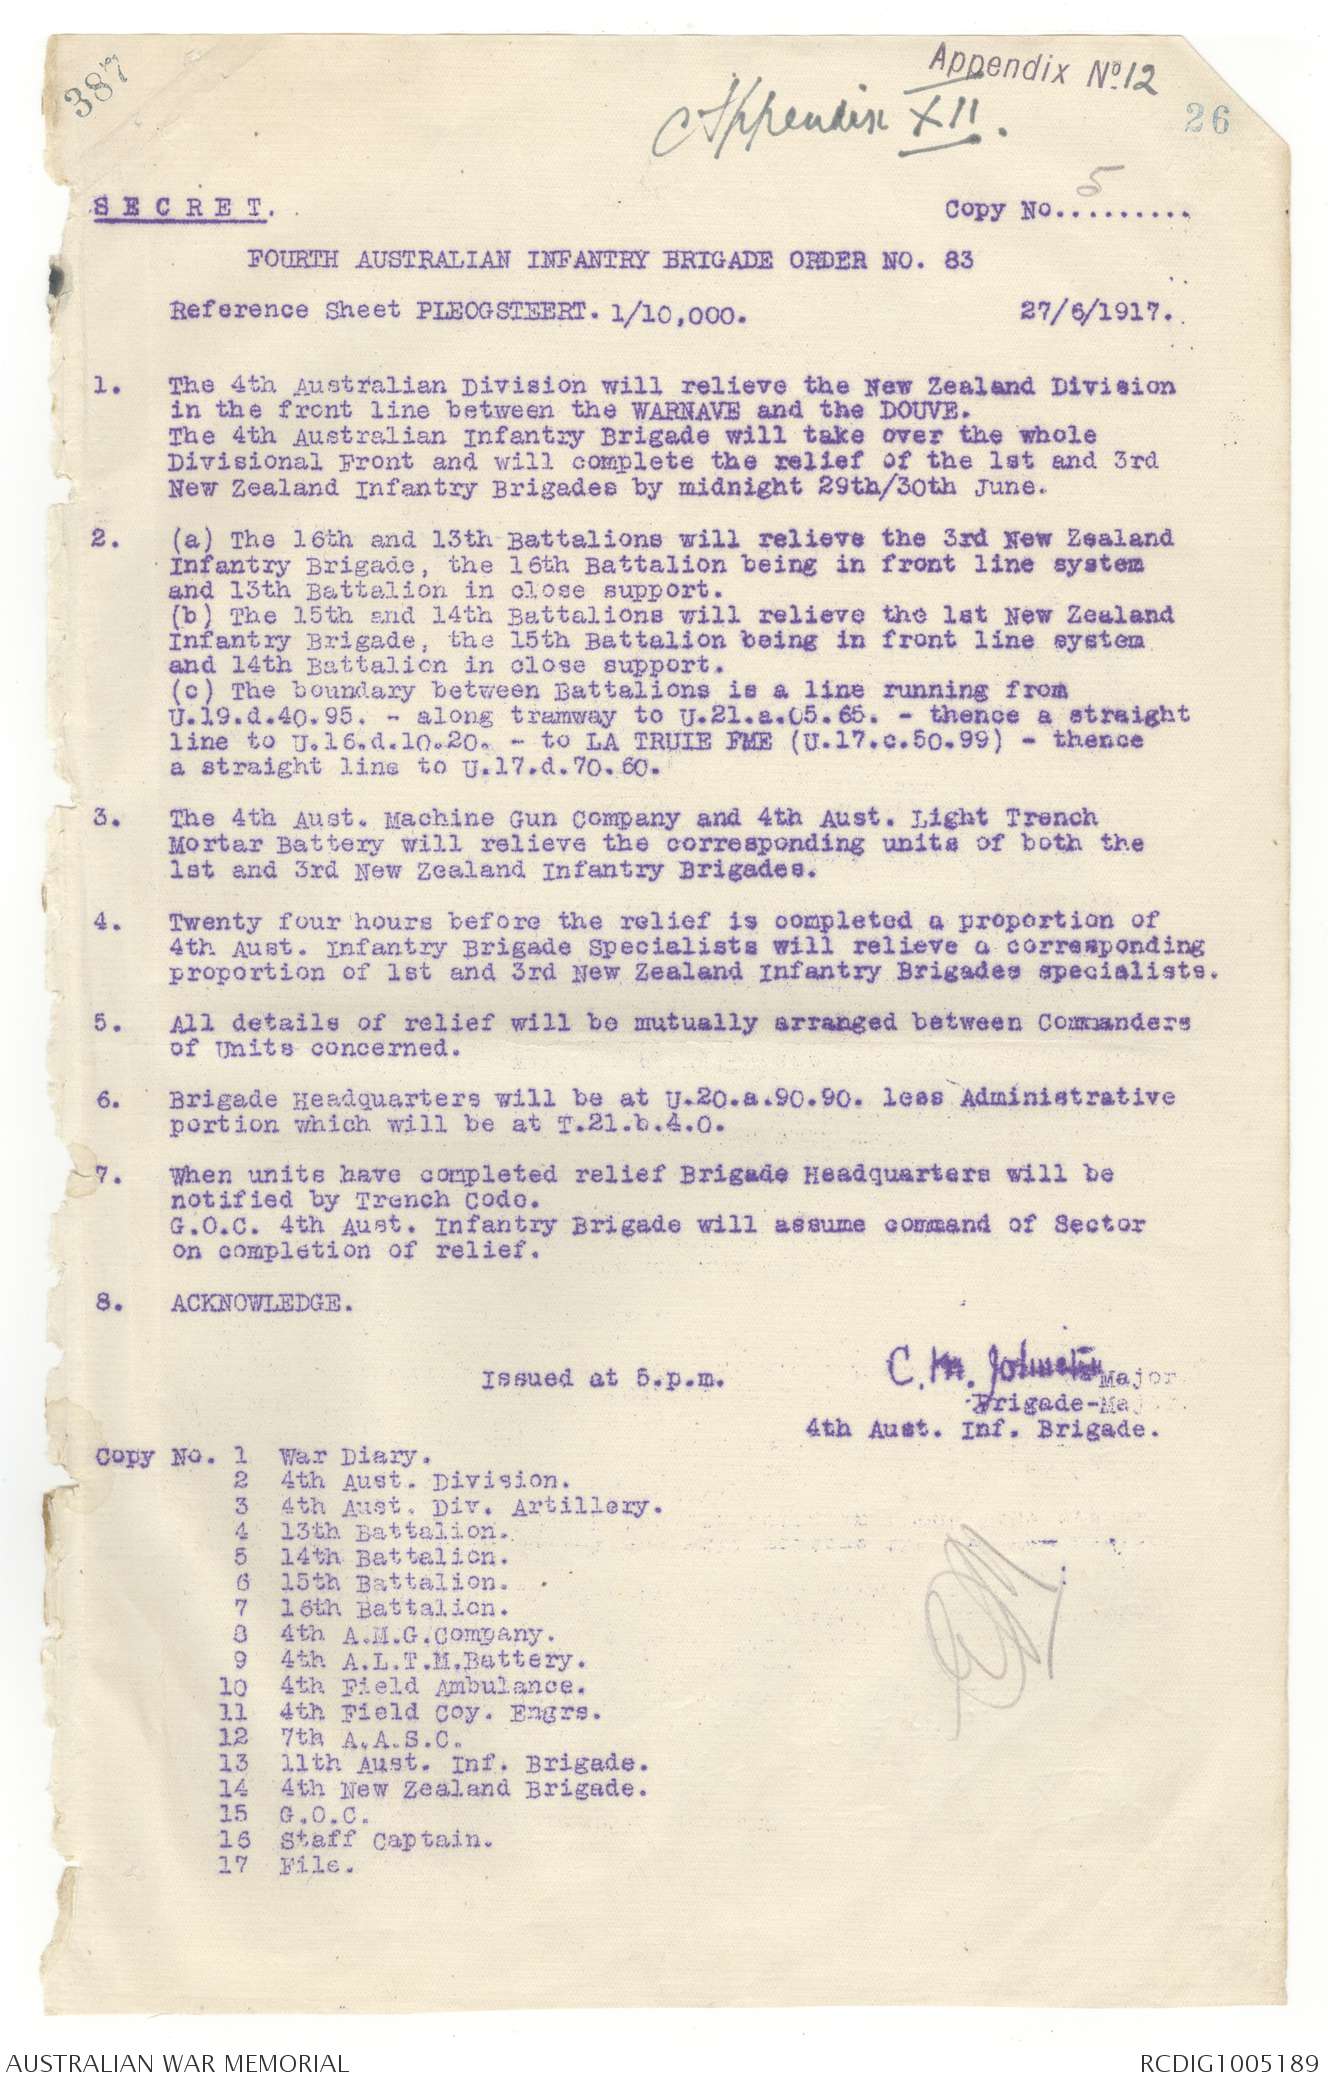 387
Appendix No. 12
Appendix XII.
26
SECRET.
Copy No....5......
FOURTH AUSTRALIAN INFANTRY BRIGADE ORDER NO. 83
Reference Sheet PLEOGSTEERT. 1/10,000. 27/6/1917.
1. The 4th Australian Division will relieve the New Zealand Division
in the front line between the WARNAVE and the DOUVE.
The 4th Australian Infantry Brigade will take over the whole
Divisional Front and will complete the relief of the 1st and 3rd
New Zealand Infantry Brigades by midnight 29th/30th June.
2. (a) The 16th and 13th Battalions will relieve the 3rd New Zealand
Infantry Brigade, the 16th Battalion being in front line system
and 13th Battalion in close support.
(b) The 15th and 14th Battalions will relieve the 1st New Zealand
Infantry Brigade, the 15th Battalion being in front line system
and 14th Battalion in close support.
(c) The boundary between Battalions is a line running from
U.19.d.40.95. - along tramway to U.21.a.05.65. - thence a straight
line to U.16.d.10.20. - to LA TRUIE FME (U.17.c.50.99) - thence
a straight line to U.17.d.70.60.
3. The 4th Aust. Machine Gun Company and 4th Aust. Light Trench
Mortar Battery will relieve the corresponding units of both the
1st and 3rd New Zealand Infantry Brigades.
4. Twenty four hours before the relief is completed a proportion of
4th Aust. Infantry Brigade Specialists will relieve a corresponding
proportion of 1st and 3rd New Zealand Infantry Brigades specialists.
5. All details of relief will be mutually arranged between Commanders
of Units concerned.
6. Brigade Headquarters will be at U.20.a.90.90. less Administrative
portion which will be at T.21.b.4.0.
7. When units have completed relief Brigade Headquarters will be
notified by Trench Code.
G.O.C. 4th Aust. Infantry Brigade will assume command of Sector
on completion of relief.
8. ACKNOWLEDGE.
Issued at 5.p.m.
C.M. Johnston Major
Brigade-Major
4th Aust. Inf. Brigade.
Copy No. 1 War Diary.
2 4th Aust. Division.
3 4th Aust. Div. Artillery.
4 13th Battalion.
5 14th Battalion.
6 15th Battalion.
7 16th Battalion.
8 4th A.M.G.Company.
9 4th A.L.T.M.Battery.
10 4th Field Ambulance.
11 4th Field Coy. Engrs.
12 7th A.A.S.C.
13 11th Aust. Inf. Brigade.
14 4th New Zealand Brigade.
15 G.O.C.
16 Staff Captain.
17 File.
AUSTRALIAN WAR MEMORIAL
RCDIG1005189